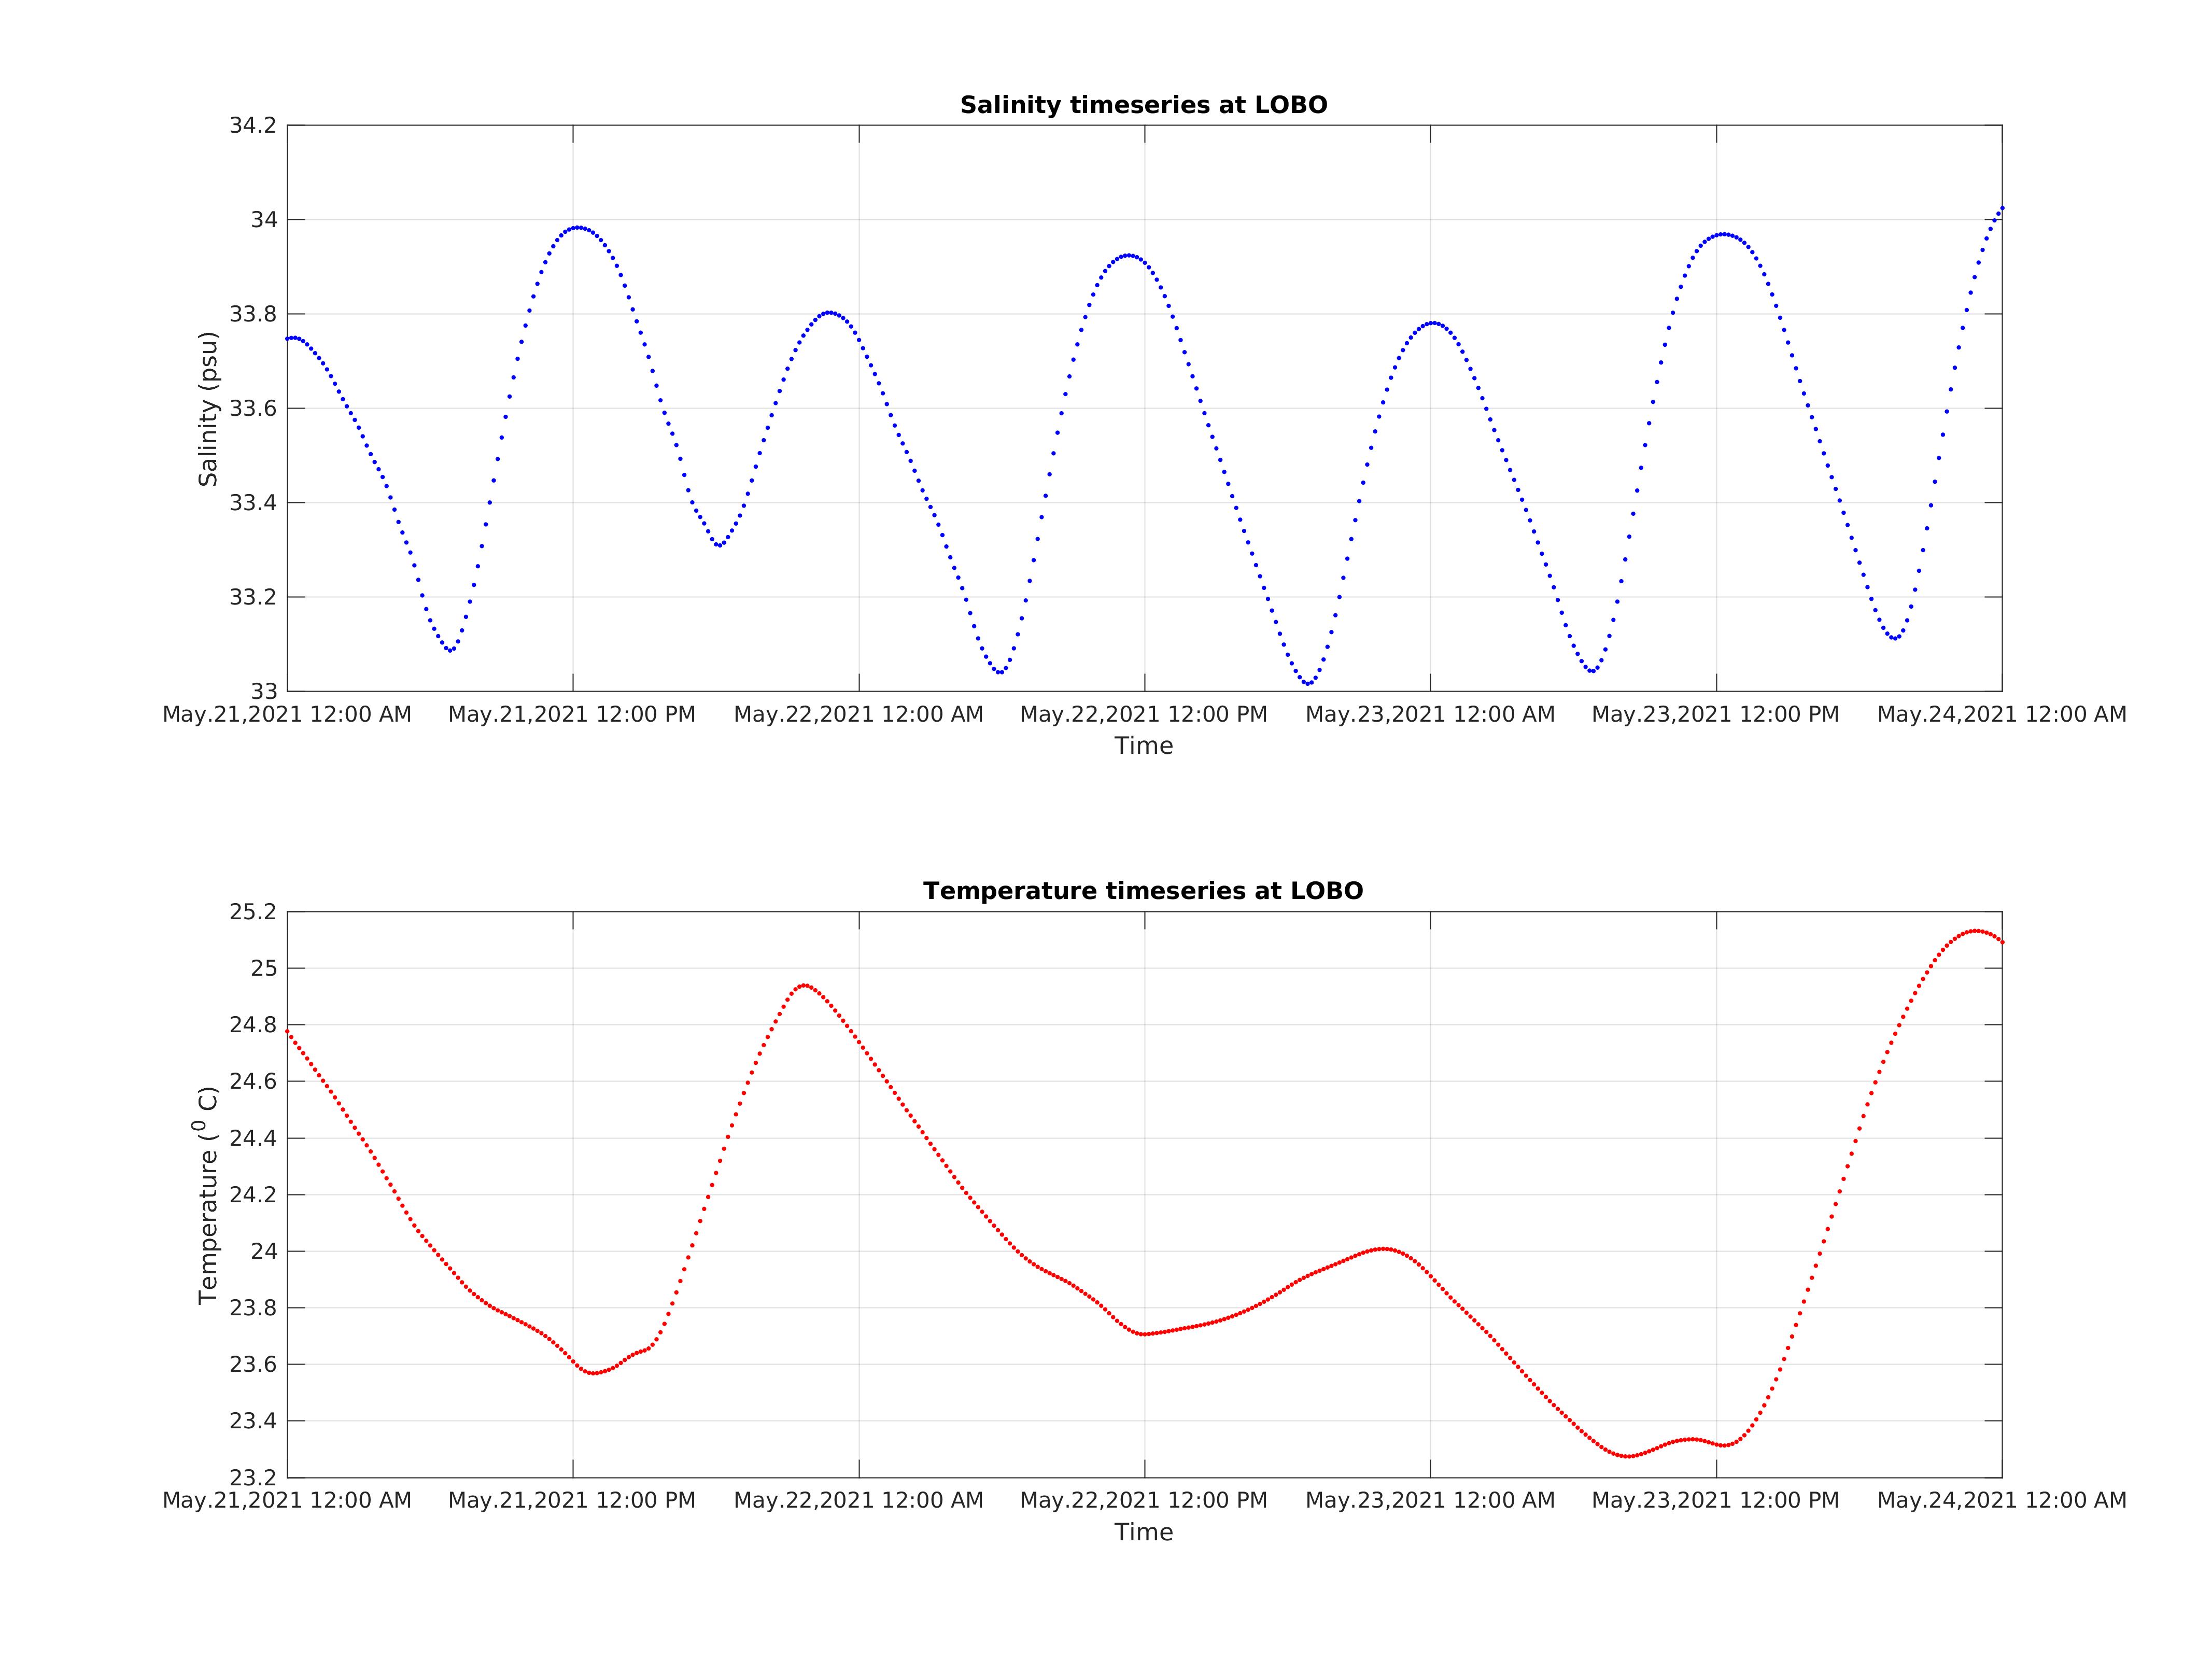 Salinity timeseries at LOBO
34.2
34
33.8
33.6
33.4
33.2
33
Salinity (psu)
May.21,2021 12:00 AM May.21,2021 12:00 PM May.22,2021 12:00 AM May.22,2021 12:00 PM May.23,2021 12:00 AM May.23,2021 12:00 PM May.24,2021 12:00 AM
Time
Temperature timeseries at LOBO
25.2
25
24.8
24.6
24.4
24.2
24
23.8
23.6
23.4
23.2
Temperature (⁰ C)
May.21,2021 12:00 AM May.21,2021 12:00 PM May.22,2021 12:00 AM May.22,2021 12:00 PM May.23,2021 12:00 AM May.23,2021 12:00 PM May.24,2021 12:00 AM
Time